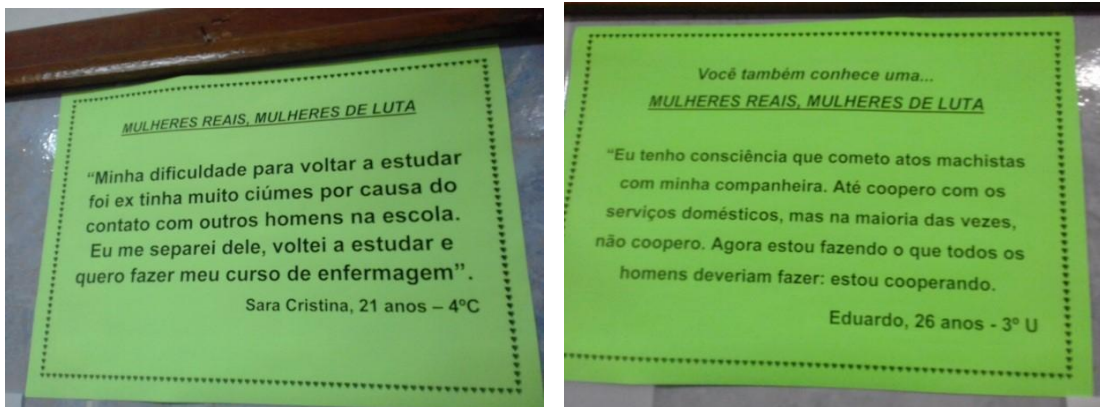 MULHERES REAIS, MULHERES DE LUTA
“Minha dificuldade para voltar a estudar
foi ex tinha muito ciúmes por causa do
contato com outros homens na escola.
Eu me separei dele, voltei a estudar e
quero fazer meu curso de enfermagem”.
Sara Cristina, 21 anos – 4ºC
Você também conhece uma...
MULHERES REAIS, MULHERES DE LUTA
“Eu tenho consciência que cometo atos machistas
com minha companheira. Até coopero com os
serviços domésticos, mas na maioria das vezes,
não coopero. Agora estou fazendo o que todos os
homens deveriam fazer: estou cooperando.
Eduardo, 26 anos - 3º U